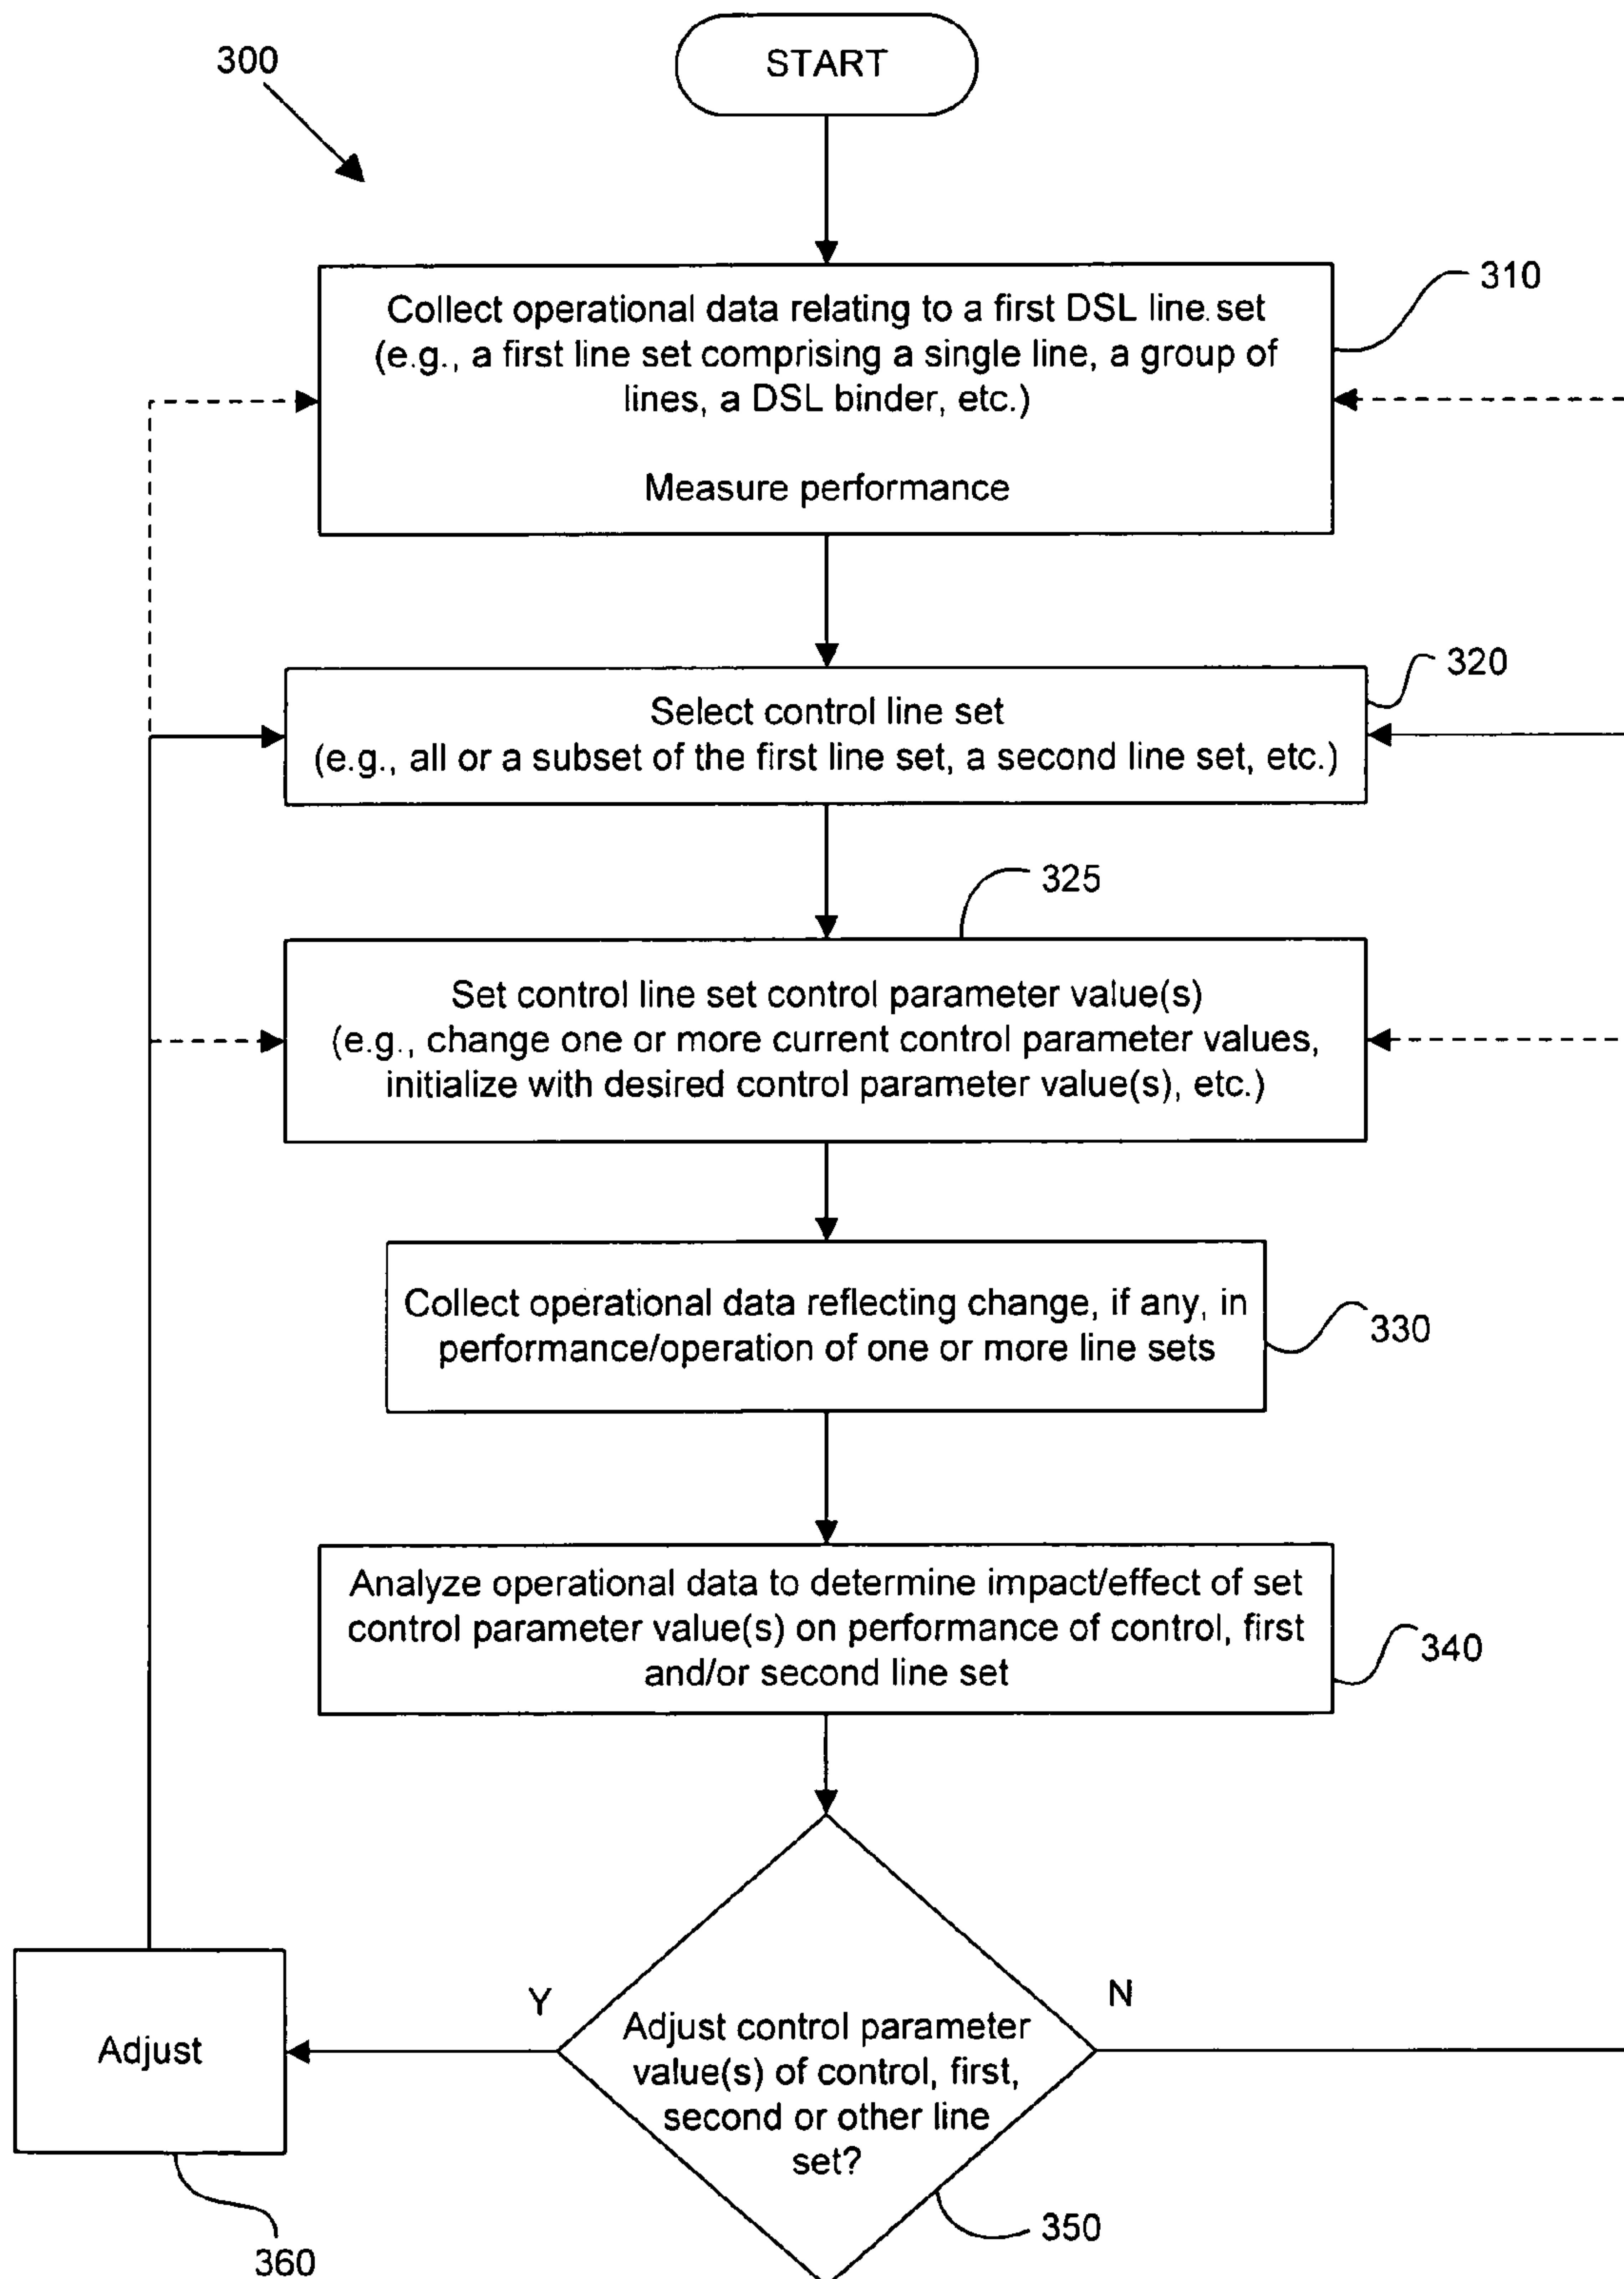 300
START
310
Collect operational data relating to a first DSL line set
(e.g., a first line set comprising a single line, a group of
lines, a DSL binder, etc.)
Measure performance
320
Select control line set
(e.g., all or a subset of the first line set, a second line set, etc.)
325
Set control line set control parameter value(s)
(e.g., change one or more current control parameter values,
initialize with desired control parameter value(s), etc.)
Collect operational data reflecting change, if any, in
performance/operation of one or more line sets
330
Analyze operational data to determine impact/effect of set
control parameter value(s) on performance of control, first
and/or second line set
340
Y
N
Adjust
Adjust control parameter
value(s) of control, first,
second or other line
set?
350
360